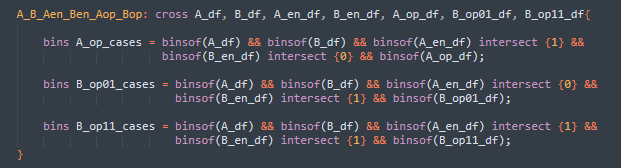 A_B_Aen_Ben_Aop_Bop: cross A_df, B_df, A_en_df, B_en_df, A_op_df, B_op01_df, B_op11_df{
bins A_op_cases = binsof(A_df) && binsof(B_df) && binsof(A_en_df) intersect {1} &&
binsof(B_en_df) intersect {0} && binsof(A_op_df);
bins B_op01_cases = binsof(A_df) && binsof(B_df) && binsof(A_en_df) intersect {0} &&
binsof(B_en_df) intersect {1} && binsof(B_op01_df);
bins B_op11_cases = binsof(A_df) && binsof(B_df) && binsof(A_en_df) intersect {1} &&
binsof(B_en_df) intersect {1} && binsof(B_op11_df);
}